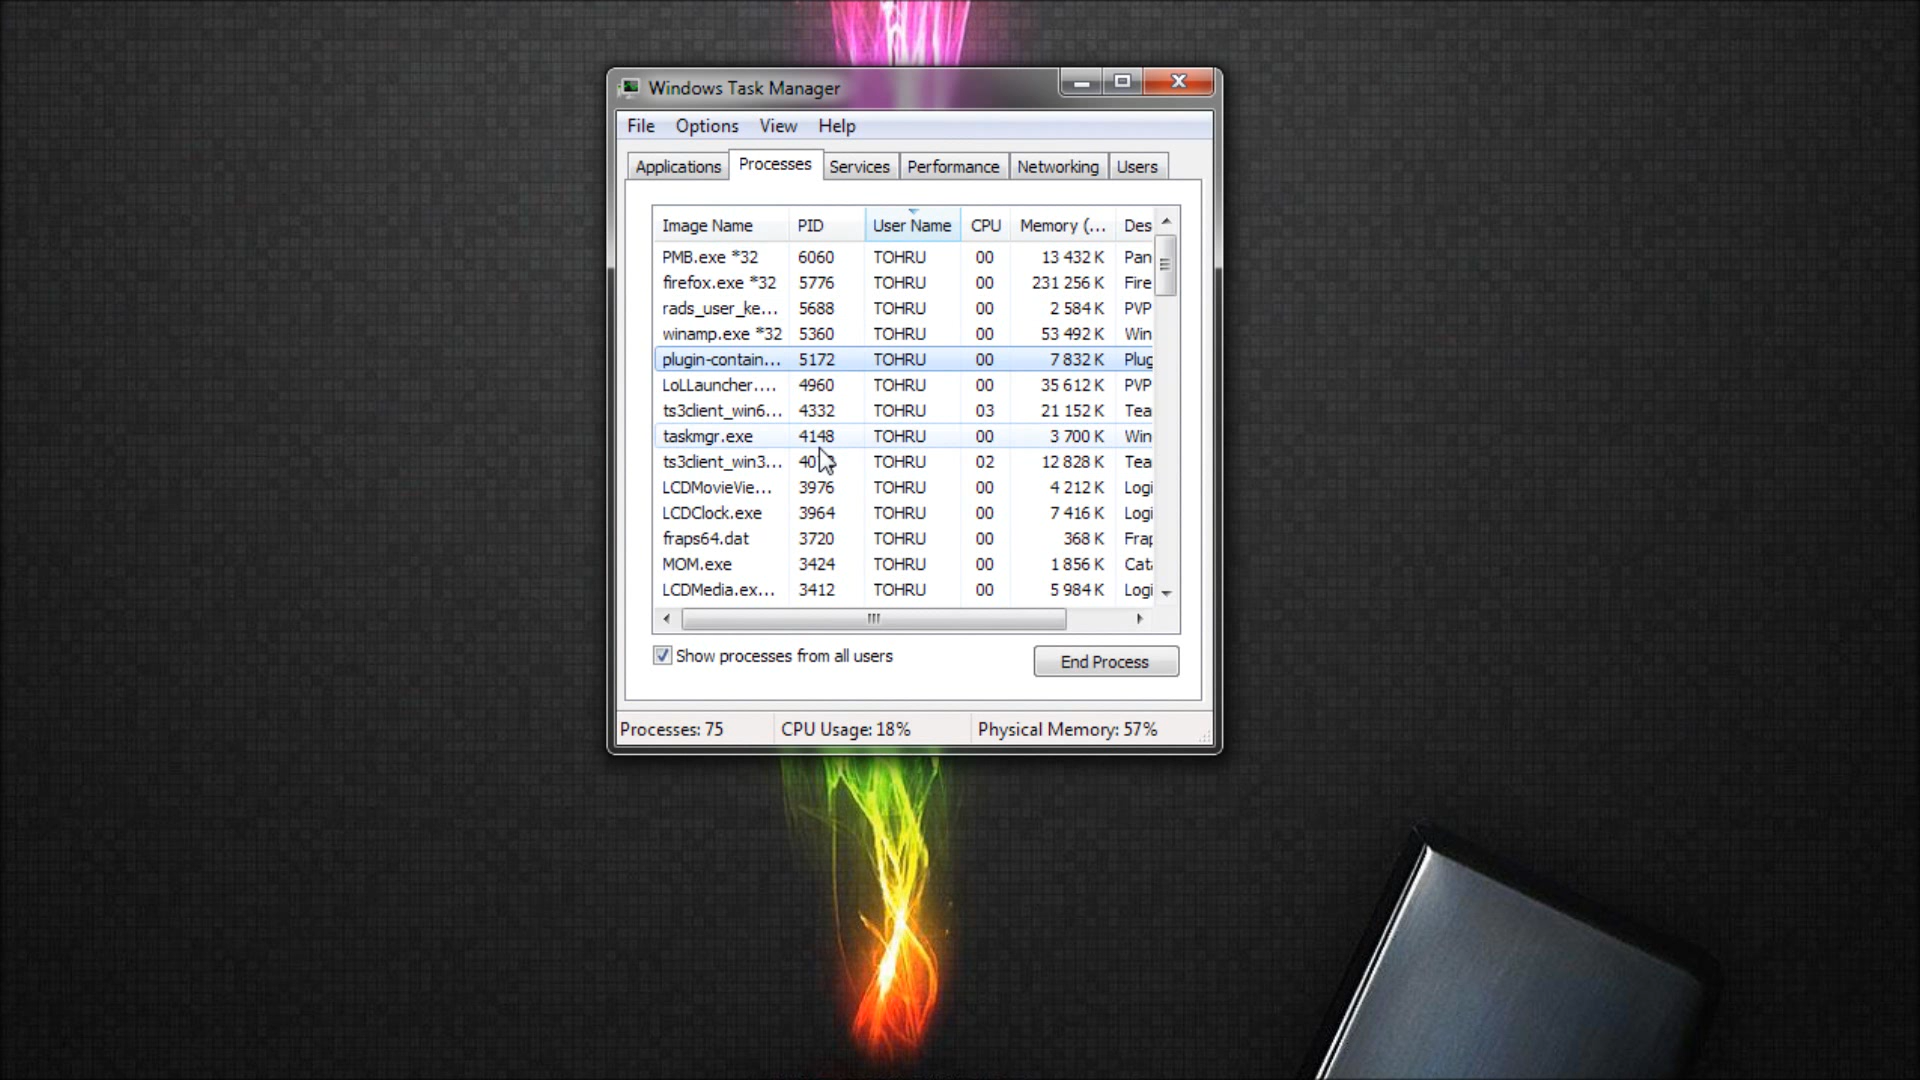 Windows Task Manager
File Options View Help
Applications Processes Services Performance Networking Users
Image Name PID User Name CPU Memory (... Des
PMB.exe *32 6060 TOHRU 00 13 432 K Pan
firefox.exe *32 5776 TOHRU 00 231 256 K Fire
rads_user_ke... 5688 TOHRU 00 2 584 K PVP
winamp.exe *32 5360 TOHRU 00 53 492 K Win
plugin-contain... 5172 TOHRU 00 7 832 K Plug
LoLLauncher.... 4960 TOHRU 00 35 612 K PVP
ts3client_win6... 4332 TOHRU 03 21 152 K Tea
taskmgr.exe 4148 TOHRU 00 3 700 K Win
ts3client_win3... TOHRU 02 12 828 K Tea
LCDMovieVie... 3976 TOHRU 00 4 212 K Logi
LCDClock.exe 3964 TOHRU 00 7 416 K Logi
fraps64.dat 3720 TOHRU 00 368 K Frap
MOM.exe 3424 TOHRU 00 1 856 K Cat
LCDMedia.ex... 3412 TOHRU 00 5 984 K Logi
Show processes from all users End Process
Processes: 75 CPU Usage: 18% Physical Memory: 57%